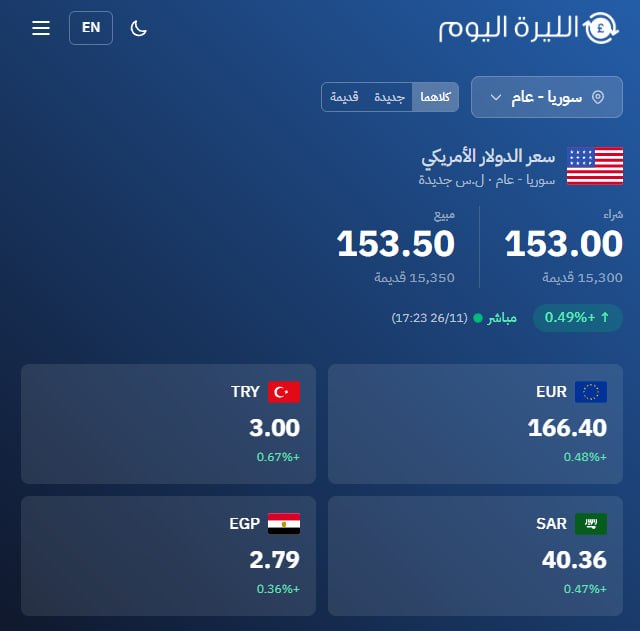 الليرة اليوم
EN
سوريا - عام
كلاهما جديدة قديمة
سعر الدولار الأمريكي
سوريا - عام · ل.س جديدة
شراء مبيع
153.00 153.50
15,300 قديمة 15,350 قديمة
↑ +0.49% مباشر (17:23 26/11)
EUR TRY
166.40 3.00
0.48%+ 0.67%+
SAR EGP
40.36 2.79
0.47%+ 0.36%+